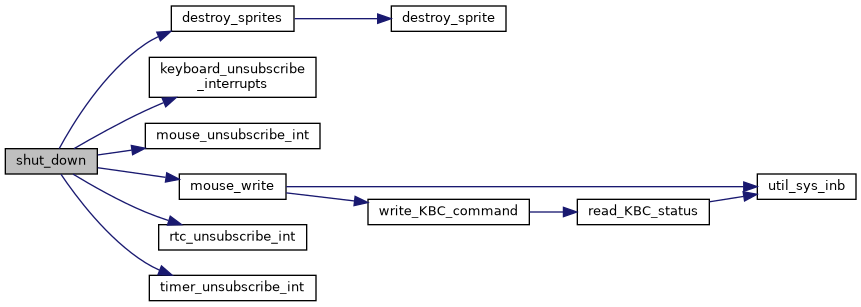 destroy_sprites
destroy_sprite
keyboard_unsubscribe
_interrupts
mouse_unsubscribe_int
shut_down
mouse_write
util_sys_inb
write_KBC_command
read_KBC_status
rtc_unsubscribe_int
timer_unsubscribe_int